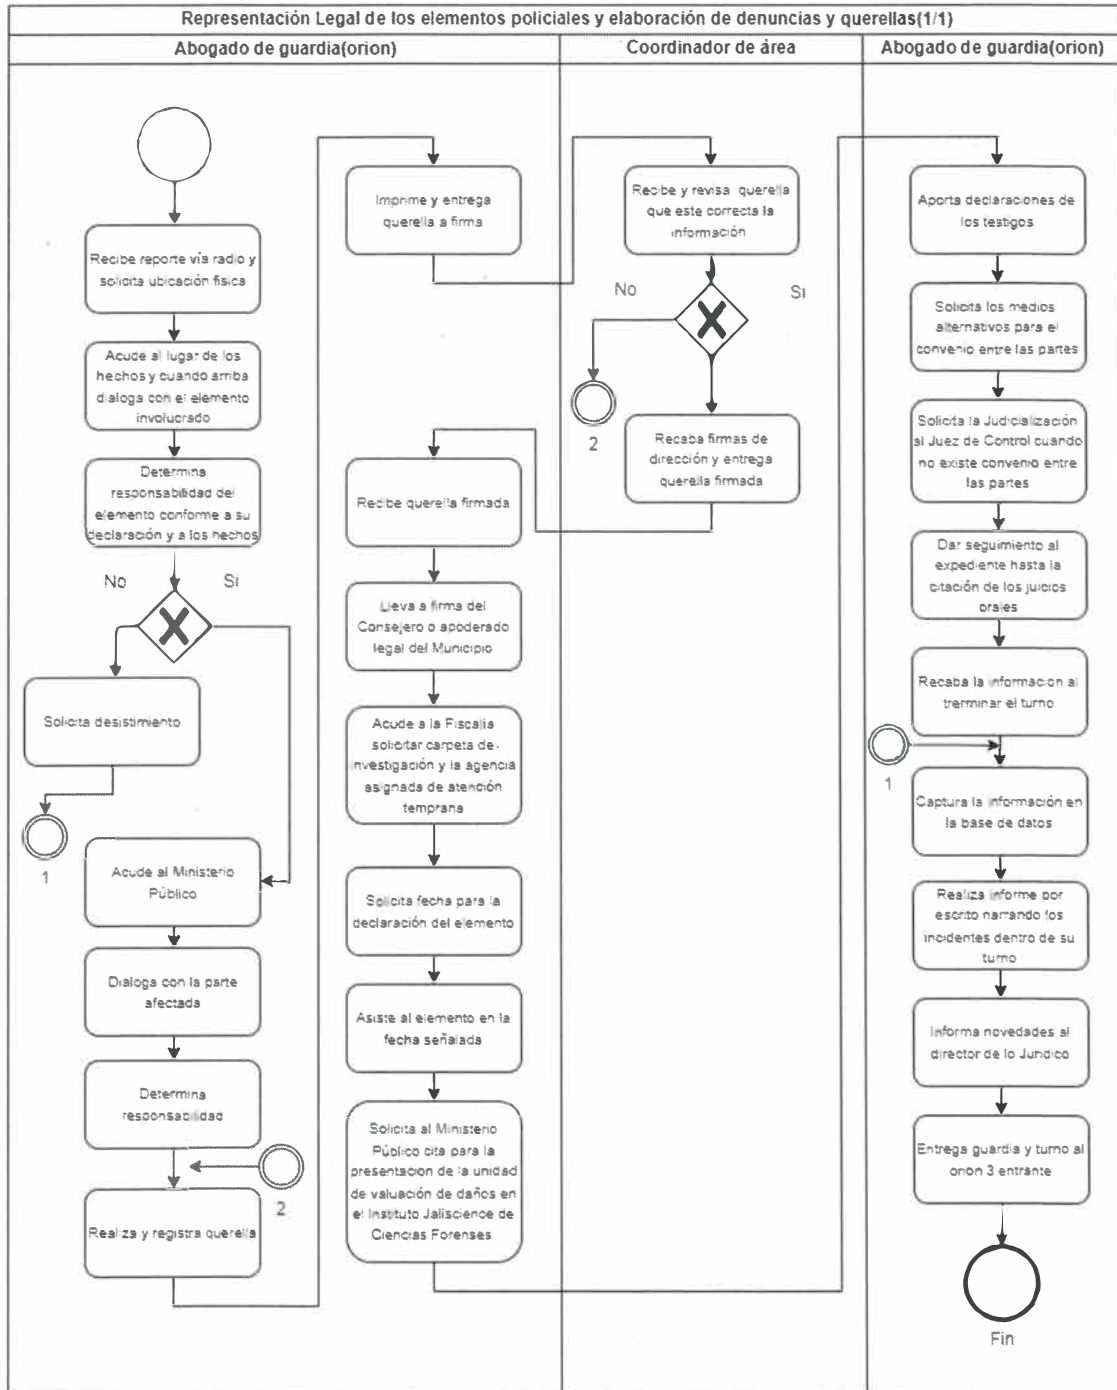 Representación Legal de los elementos policiales y elaboración de denuncias y querellas(1/1)
Abogado de guardia(orion)
Coordinador de área
Abogado de guardia(orion)
Recibe reporte vía radio y
solicita ubicación fisica
Acude al lugar de los
hechos y cuando arriba
dialoga con el elemento
involucrado
Determina
responsabilidad del
elemento conforme a su
declaración y a los hechos
No
Si
Solicita desistimiento
1
Acude al Ministerio
Público
Dialoga con la parte
afectada
Determina
responsabilidad
2
Realiza y registra querella
Imprime y entrega
querella a firma
Recibe querella firmada
Lleva a firma del
Consejero o apoderado
legal del Municipio
Acude a la Fiscalía
solicitar carpeta de
investigación y la agencia
asignada de atención
temprana
Solicita fecha para la
declaración del elemento
Asiste al elemento en la
fecha señalada
Solicita al Ministerio
Público cita para la
presentacion de la unidad
de valuación de daños en
el Instituto Jaliscience de
Ciencias Forenses
Recibe y revisa querella
que este correcta la
información
No
Si
2
Recaba firmas de
dirección y entrega
querella firmada
Aporta declaraciones de
los testigos
Solicita los medios
alternativos para el
convenio entre las partes
Solicita la Judicialización
al Juez de Control cuando
no existe convenio entre
las partes
Dar seguimiento al
expediente hasta la
citación de los juicios
orales
Recaba la informacion al
treminar el turno
1
Captura la información en
la base de datos
Realiza informe por
escrito narrando los
incidentes dentro de su
turno
Informa novedades al
director de lo Juridico
Entrega guardia y turno al
orion 3 entrante
Fin